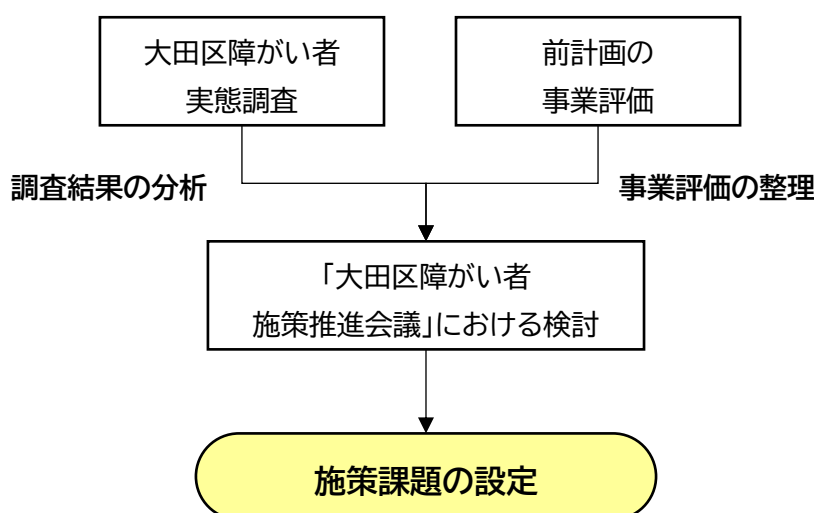 大田区障がい者
実態調査
前計画の
事業評価
調査結果の分析
事業評価の整理
「大田区障がい者
施策推進会議」における検討
施策課題の設定